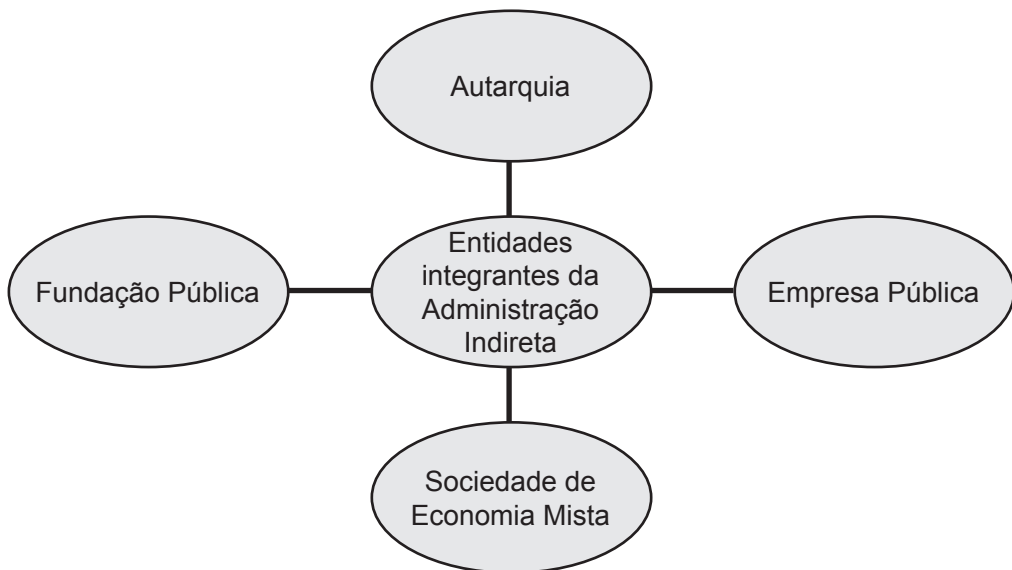 Autarquia
Fundação Pública
Entidades
integrantes da
Administração
Indireta
Empresa Pública
Sociedade de
Economia Mista